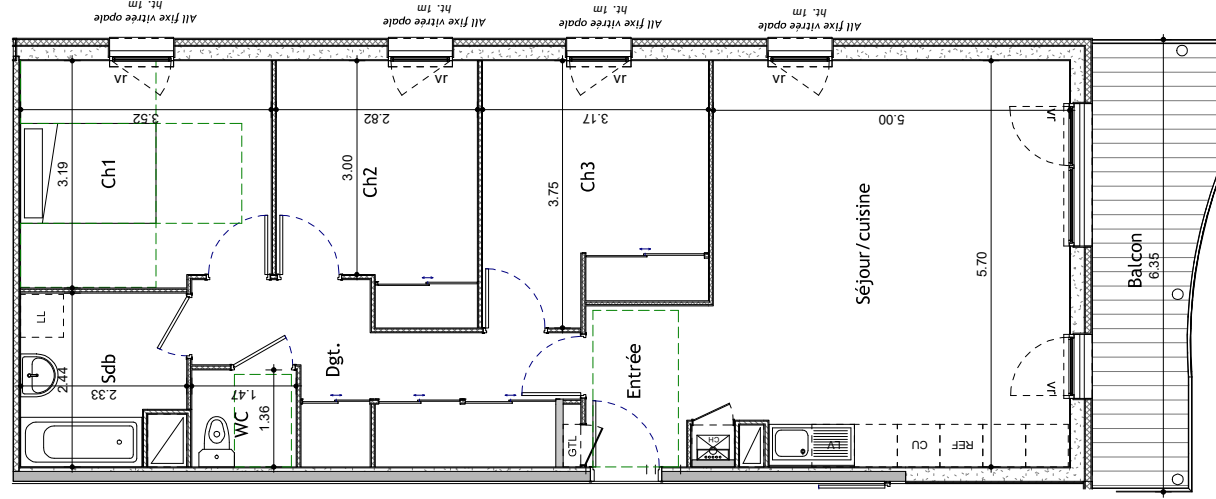 All fixe vitrée opale
ht. 1m
All fixe vitrée opale
ht. 1m
All fixe vitrée opale
ht. 1m
All fixe vitrée opale
ht. 1m
VR
VR
VR
VR
3.52
2.82
3.17
5.00
VR
Ch1
3.19
Ch2
3.00
Ch3
3.75
Séjour/cuisine
5.70
Balcon
6.35
LL
Sdb
2.44
2.33
WC
1.47
1.36
Dgt.
Entrée
VR
GTL
CH
LV
CU
REF